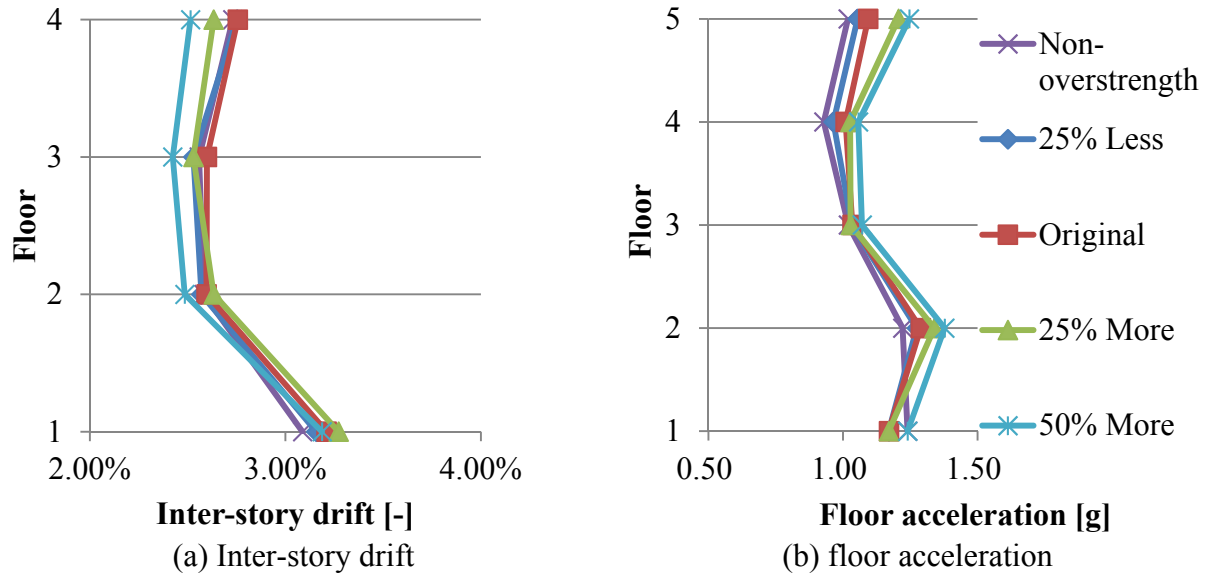 4
3
2
1
Floor
2.00%
3.00%
4.00%
Inter-story drift [-]
(a) Inter-story drift
5
4
3
2
1
Floor
0.50
1.00
1.50
Floor acceleration [g]
(b) floor acceleration
Non-
overstrength
25% Less
Original
25% More
50% More